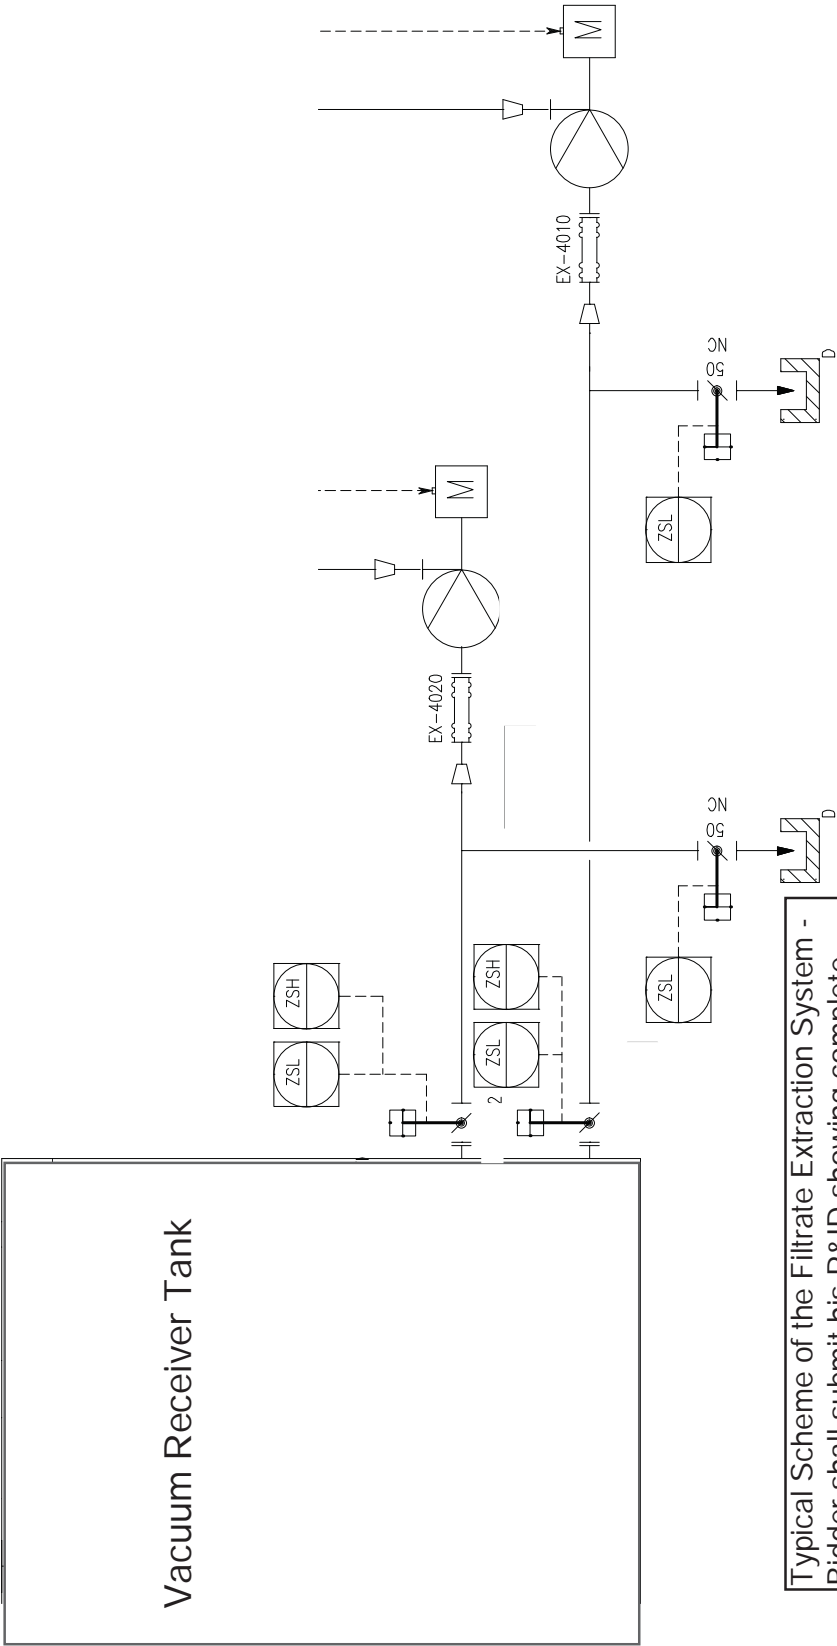 Vacuum Receiver Tank
ZSL
ZSH
2
ZSL
ZSH
EX-4020
M
EX-4010
M
ZSL
50
NC
D
ZSL
50
NC
D
Typical Scheme of the Filtrate Extraction System -
Bidder shall submit his P&ID showing complete